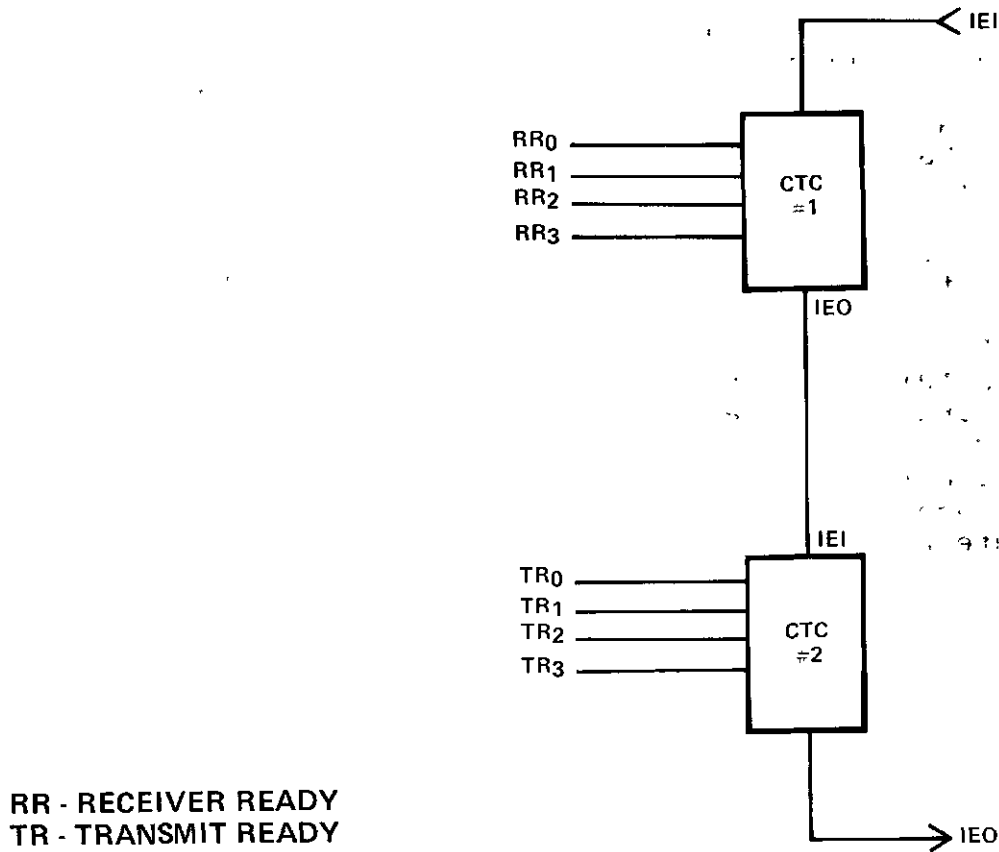 IEI
RR0
RR1
RR2
RR3
CTC
#1
IEO
IEI
TR0
TR1
TR2
TR3
CTC
#2
RR - RECEIVER READY
TR - TRANSMIT READY
IEO